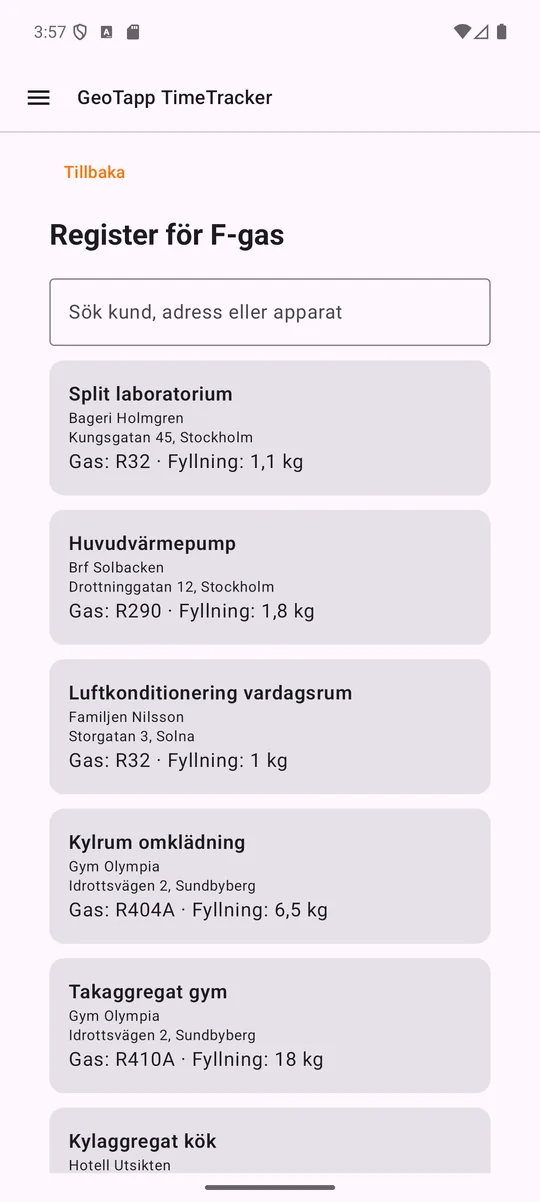 3:57
GeoTapp TimeTracker
Tillbaka
Register för F-gas
Sök kund, adress eller apparat
Split laboratorium
Bageri Holmgren
Kungsgatan 45, Stockholm
Gas: R32 · Fyllning: 1,1 kg
Huvudvärmepump
Brf Solbacken
Drottninggatan 12, Stockholm
Gas: R290 · Fyllning: 1,8 kg
Luftkonditionering vardagsrum
Familjen Nilsson
Storgatan 3, Solna
Gas: R32 · Fyllning: 1 kg
Kylrum omklädning
Gym Olympia
Idrottsvägen 2, Sundbyberg
Gas: R404A · Fyllning: 6,5 kg
Takaggregat gym
Gym Olympia
Idrottsvägen 2, Sundbyberg
Gas: R410A · Fyllning: 18 kg
Kylaggregat kök
Hotell Utsikten